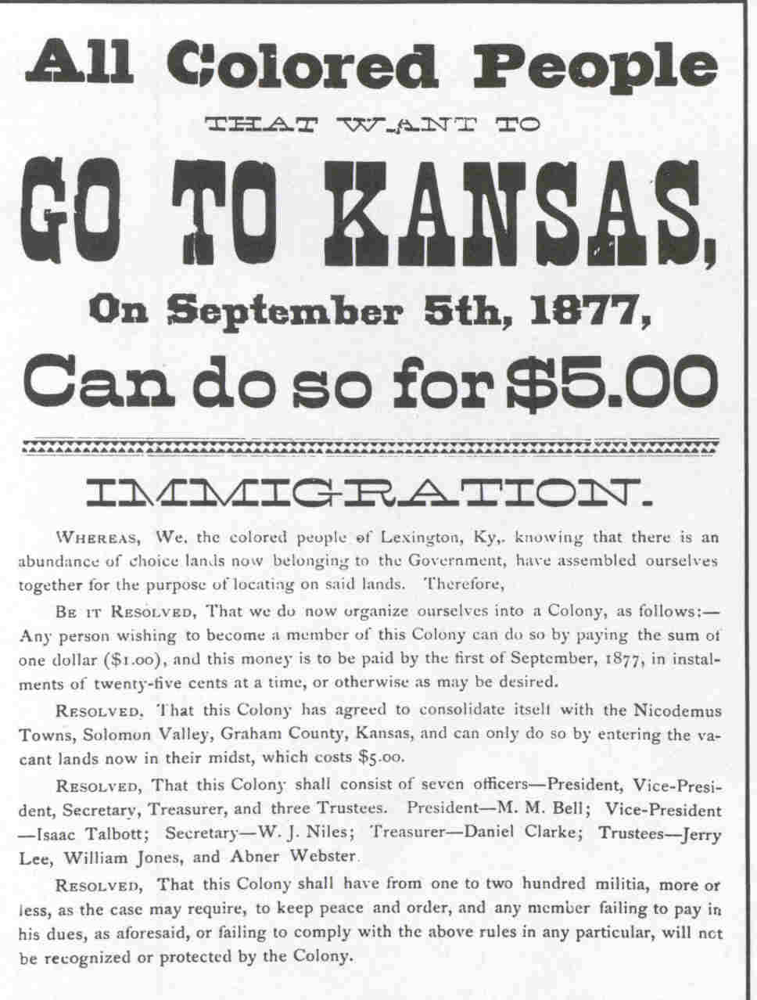 All Colored People
THAT WANT TO
GO TO KANSAS,
On September 5th, 1877,
Can do so for $5.00
IMMIGRATION.
WHEREAS, We, the colored people of Lexington, Ky,. knowing that there is an
abundance of choice lands now belonging to the Government, have assembled ourselves
together for the purpose of locating on said lands. Therefore,
BE IT RESOLVED, That we do now organize ourselves into a Colony, as follows:—
Any person wishing to become a member of this Colony can do so by paying the sum of
one dollar ($1.00), and this money is to be paid by the first of September, 1877, in instal-
ments of twenty-five cents at a time, or otherwise as may be desired.
RESOLVED, That this Colony has agreed to consolidate itself with the Nicodemus
Towns, Solomon Valley, Graham County, Kansas, and can only do so by entering the va-
cant lands now in their midst, which costs $5.00.
RESOLVED, That this Colony shall consist of seven officers—President, Vice-Presi-
dent, Secretary, Treasurer, and three Trustees. President—M. M. Bell; Vice-President
—Isaac Talbott; Secretary—W. J. Niles; Treasurer—Daniel Clarke; Trustees—Jerry
Lee, William Jones, and Abner Webster.
RESOLVED, That this Colony shall have from one to two hundred militia, more or
less, as the case may require, to keep peace and order, and any member failing to pay in
his dues, as aforesaid, or failing to comply with the above rules in any particular, will not
be recognized or protected by the Colony.